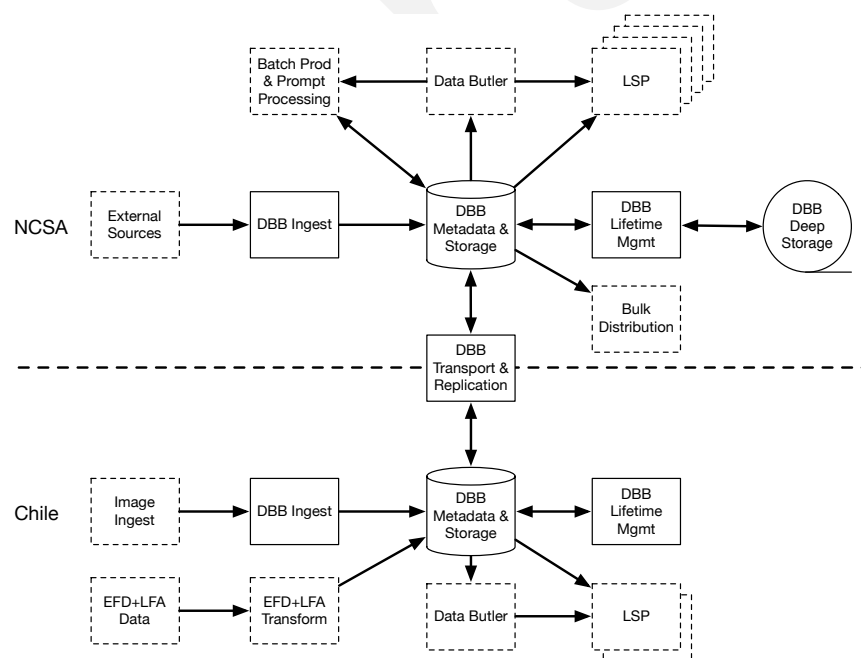 Batch Prod
& Prompt
Processing
Data Butler
LSP
NCSA
External
Sources
DBB Ingest
DBB
Metadata &
Storage
DBB
Lifetime
Mgmt
DBB
Deep
Storage
Bulk
Distribution
DBB
Transport &
Replication
Chile
Image
Ingest
DBB Ingest
DBB
Metadata &
Storage
DBB
Lifetime
Mgmt
EFD+LFA
Data
EFD+LFA
Transform
Data Butler
LSP